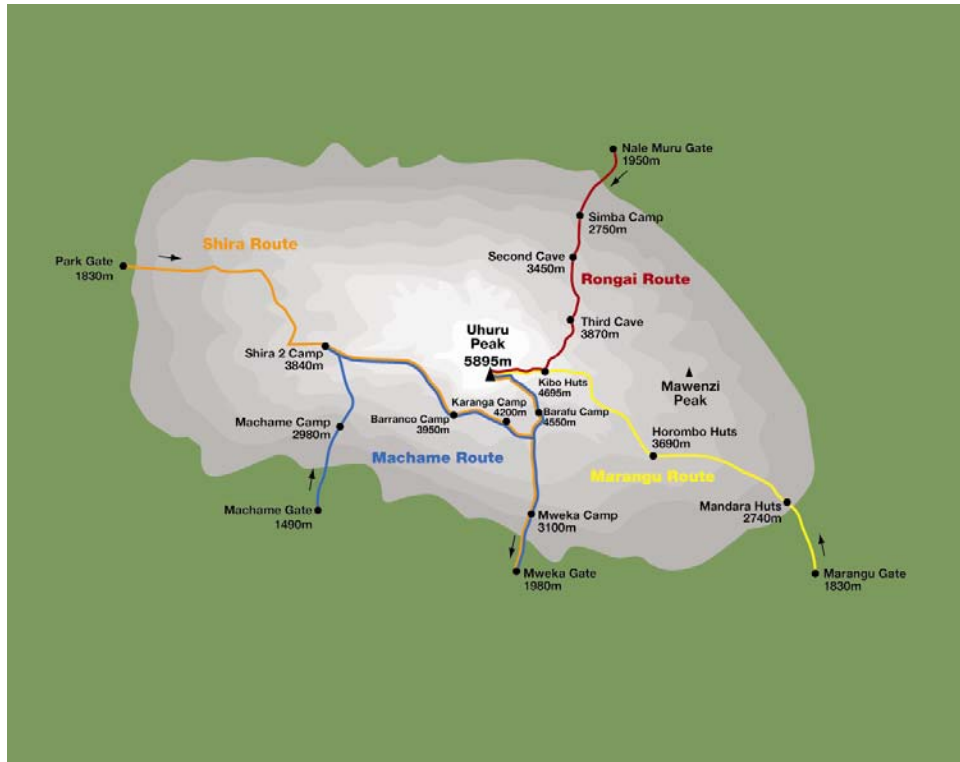 Nale Muru Gate
1950m
Simba Camp
2750m
Shira Route
Second Cave
3450m
Park Gate
1830m
Rongai Route
Third Cave
3870m
Uhuru
Peak
5895m
Shira 2 Camp
3840m
Kibo Huts
4695m
Mawenzi
Peak
Karanga Camp
4200m
Barafu Camp
4550m
Barranco Camp
3950m
Machame Camp
2980m
Horombo Huts
3690m
Machame Route
Marangu Route
Machame Gate
1490m
Mandara Huts
2740m
Mweka Camp
3100m
Mweka Gate
1980m
Marangu Gate
1830m